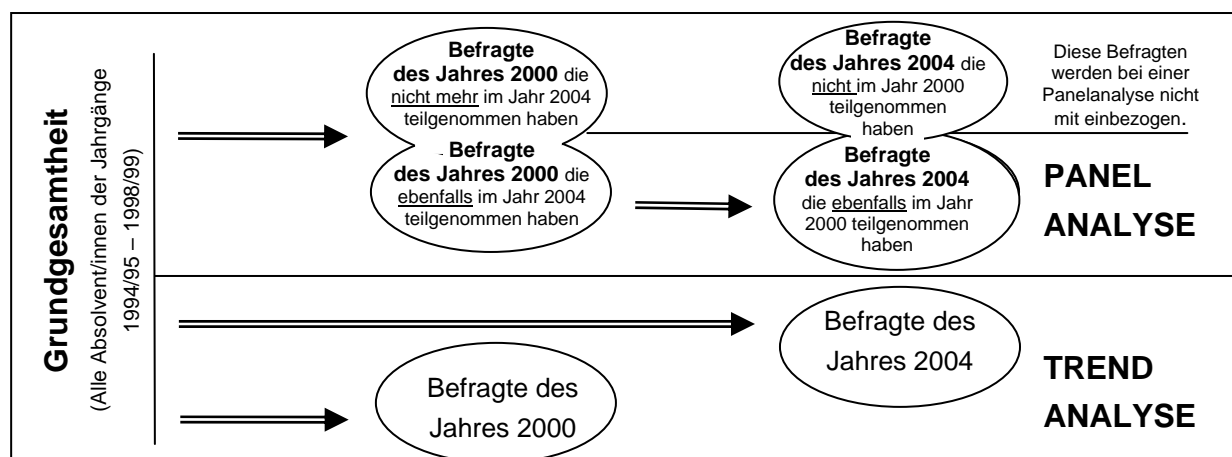 Grundgesamtheit
(Alle Absolvent/innen der Jahrgänge
1994/95 – 1998/99)
Befragte
des Jahres 2000 die
nicht mehr im Jahr 2004
teilgenommen haben
Befragte
des Jahres 2000 die
ebenfalls im Jahr 2004
teilgenommen haben
Befragte
des Jahres 2004 die
nicht im Jahr 2000
teilgenommen
haben
Befragte
des Jahres 2004
die ebenfalls im Jahr
2000 teilgenommen
haben
Diese Befragten
werden bei einer
Panelanalyse nicht
mit einbezogen.
PANEL
ANALYSE
Befragte des
Jahres 2000
Befragte des
Jahres 2004
TREND
ANALYSE